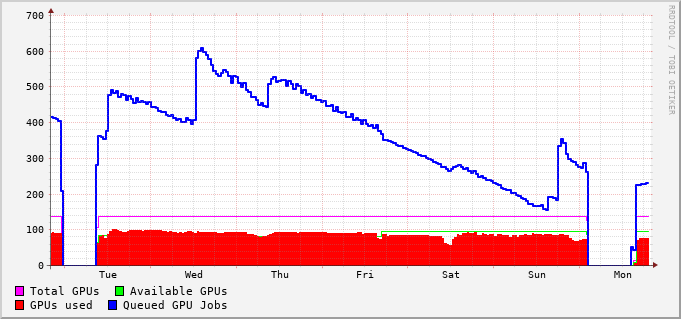 700
600
500
400
300
200
100
0
Tue Wed Thu Fri Sat Sun Mon
Total GPUs Available GPUs
GPUs used Queued GPU Jobs
RRDTOOL / TOBI OETIKER